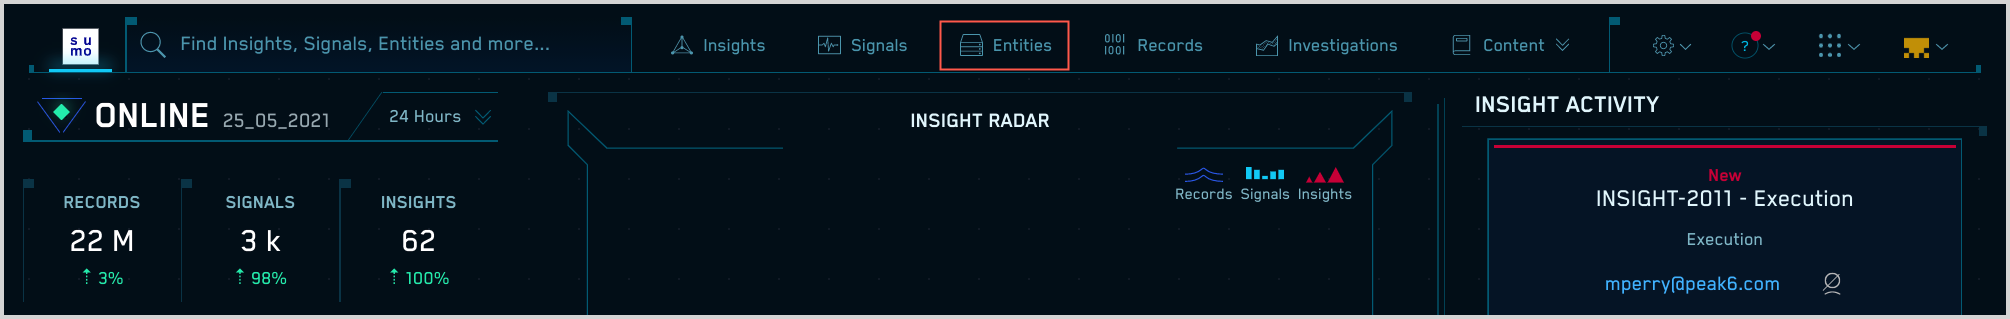 su
mo
Find Insights, Signals, Entities and more...
Insights
Signals
Entities
0101
1001
Records
Investigations
Content
?
ONLINE 25_05_2021
24 Hours
INSIGHT RADAR
INSIGHT ACTIVITY
RECORDS
22 M
3%
SIGNALS
3 k
98%
INSIGHTS
62
100%
Records
Signals
Insights
New
INSIGHT-2011 - Execution
Execution
mperry@peak6.com